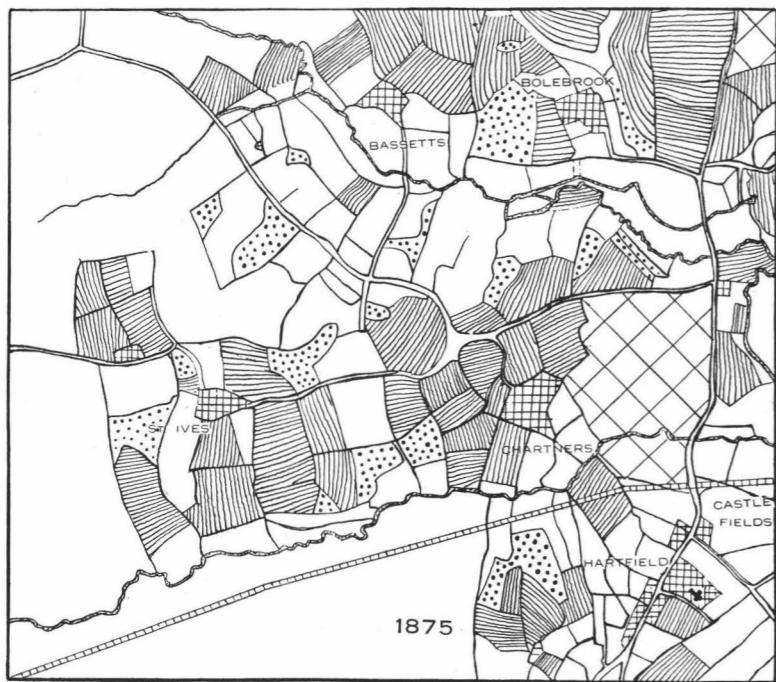 BOLEBROOK
BASSETTS
ST. IVES
CHARTNERS
CASTLE
FIELDS
HARTFIELD
1875